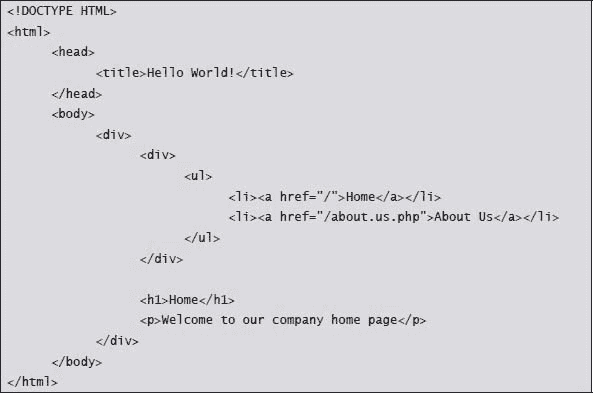 <!DOCTYPE HTML>
<html>
<head>
<title>Hello World!</title>
</head>
<body>
<div>
<div>
<ul>
<li><a href="/">Home</a></li>
<li><a href="/about.us.php">About Us</a></li>
</ul>
</div>
<h1>Home</h1>
<p>Welcome to our company home page</p>
</div>
</body>
</html>